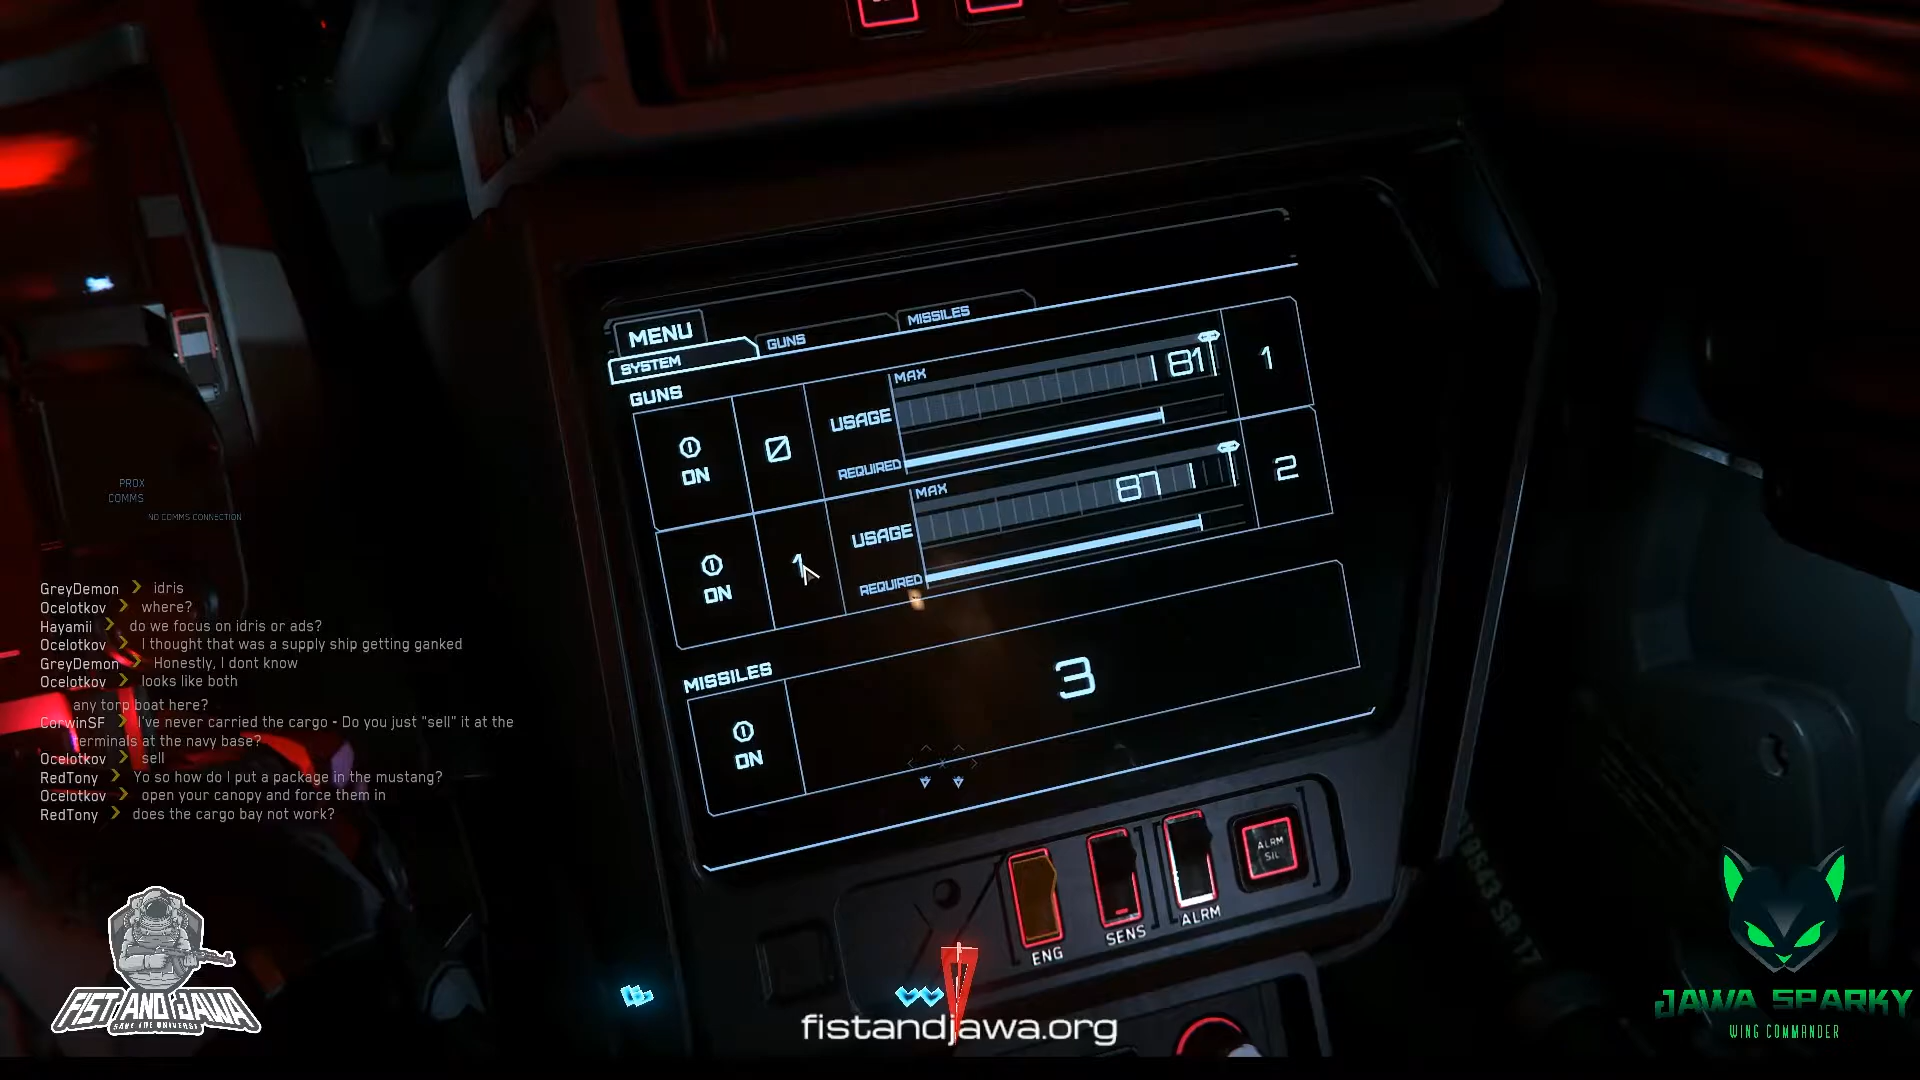 MENU
SYSTEM
GUNS
MISSILES
GUNS
ON
0
USAGE
MAX
181
REQUIRED
1
ON
1
USAGE
MAX
871
REQUIRED
2
MISSILES
ON
3
ENG
SENS
ALRM
ALRM
SIL
PROX
COMMS
NO COMMS CONNECTION
GreyDemon > idris
Ocelotkov > where?
Hayamii > do we focus on idris or ads?
Ocelotkov > I thought that was a supply ship getting ganked
GreyDemon > Honestly, I dont know
Ocelotkov > looks like both
any torp boat here?
CorwinSF > I've never carried the cargo - Do you just "sell" it at the
terminals at the navy base?
Ocelotkov > sell
RedTony > Yo so how do I put a package in the mustang?
Ocelotkov > open your canopy and force them in
RedTony > does the cargo bay not work?
FIST AND JAWA
SAVE THE UNIVERSE
fistandjawa.org
JAWA SPARKY
WING COMMANDER